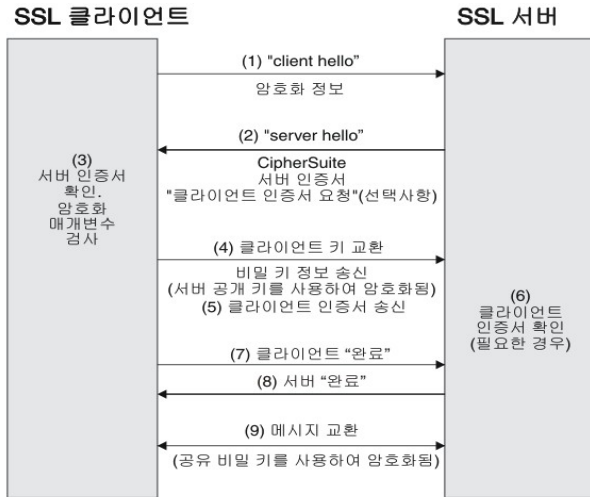 SSL 클라이언트
SSL 서버
(1) "client hello"
암호화 정보
(2) "server hello"
CipherSuite
서버 인증서
"클라이언트 인증서 요청"(선택사항)
(3)
서버 인증서
확인.
암호화
매개변수
검사
(4) 클라이언트 키 교환
비밀 키 정보 송신
(서버 공개 키를 사용하여 암호화됨)
(5) 클라이언트 인증서 송신
(6)
클라이언트
인증서 확인
(필요한 경우)
(7) 클라이언트 “완료”
(8) 서버 “완료”
(9) 메시지 교환
(공유 비밀 키를 사용하여 암호화됨)